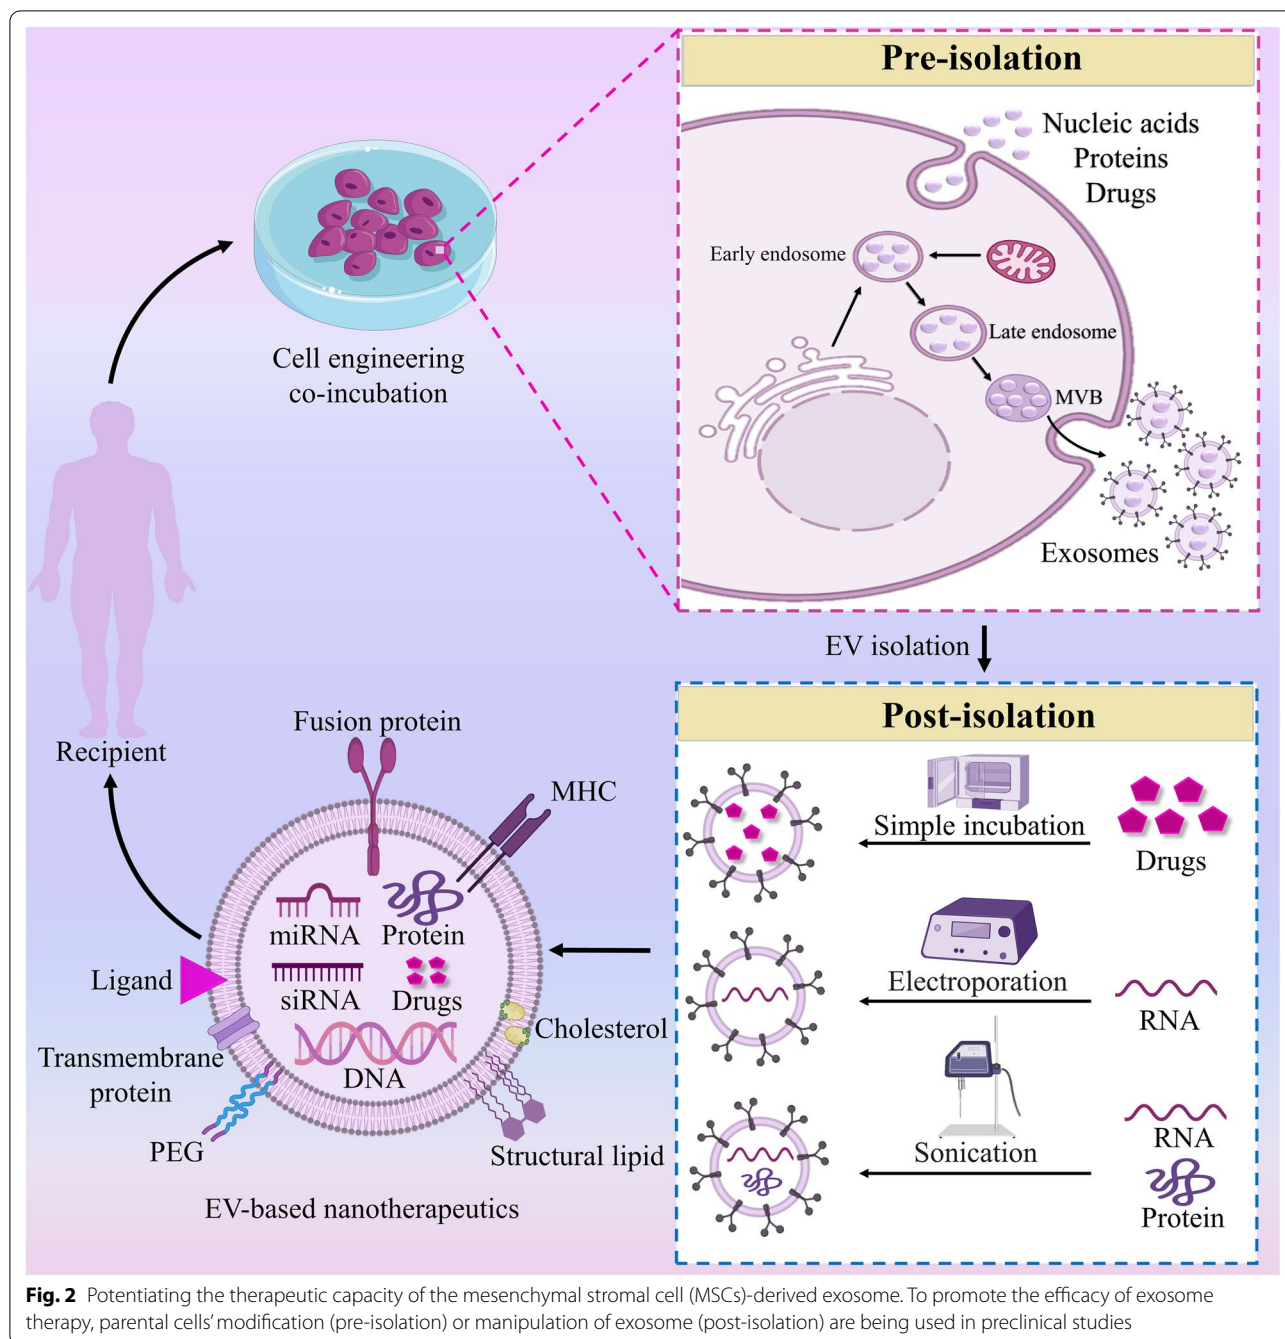 Pre-isolation
Nucleic acids
Proteins
Drugs
Early endosome
Late endosome
MVB
Exosomes
Cell engineering
co-incubation
EV isolation
Post-isolation
Simple incubation
Drugs
Electroporation
RNA
Sonication
RNA
Protein
Recipient
Fusion protein
MHC
miRNA
Protein
siRNA
Drugs
DNA
Ligand
Transmembrane
protein
PEG
Cholesterol
Structural lipid
EV-based nanotherapeutics
Fig. 2 Potentiating the therapeutic capacity of the mesenchymal stromal cell (MSCs)-derived exosome. To promote the efficacy of exosome
therapy, parental cells’ modification (pre-isolation) or manipulation of exosome (post-isolation) are being used in preclinical studies